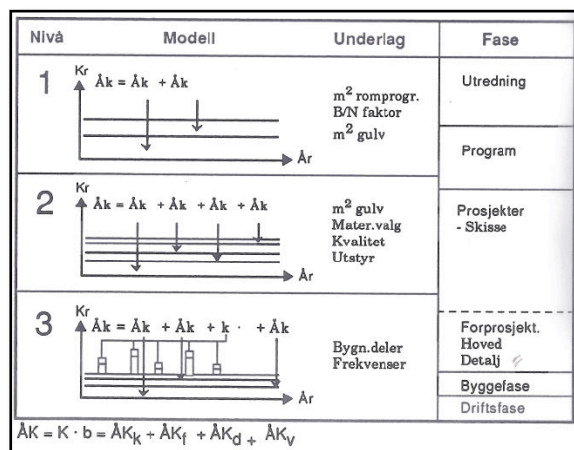 Nivå Modell Underlag Fase
1
Kr
Åk = Åk + Åk
År
m² romprogr.
B/N faktor
m² gulv
Utredning
Program
2
Kr
Åk = Åk + Åk + Åk + Åk
År
m² gulv
Mater.valg
Kvalitet
Utstyr
Prosjekter
- Skisse
3
Kr
Åk = Åk + Åk + k · + Åk
År
Bygn.deler
Frekvenser
Forprosjekt.
Hoved
Detalj
Byggefase
Driftsfase
ÅK = K · b = ÅKk + ÅKf + ÅKd + ÅKv